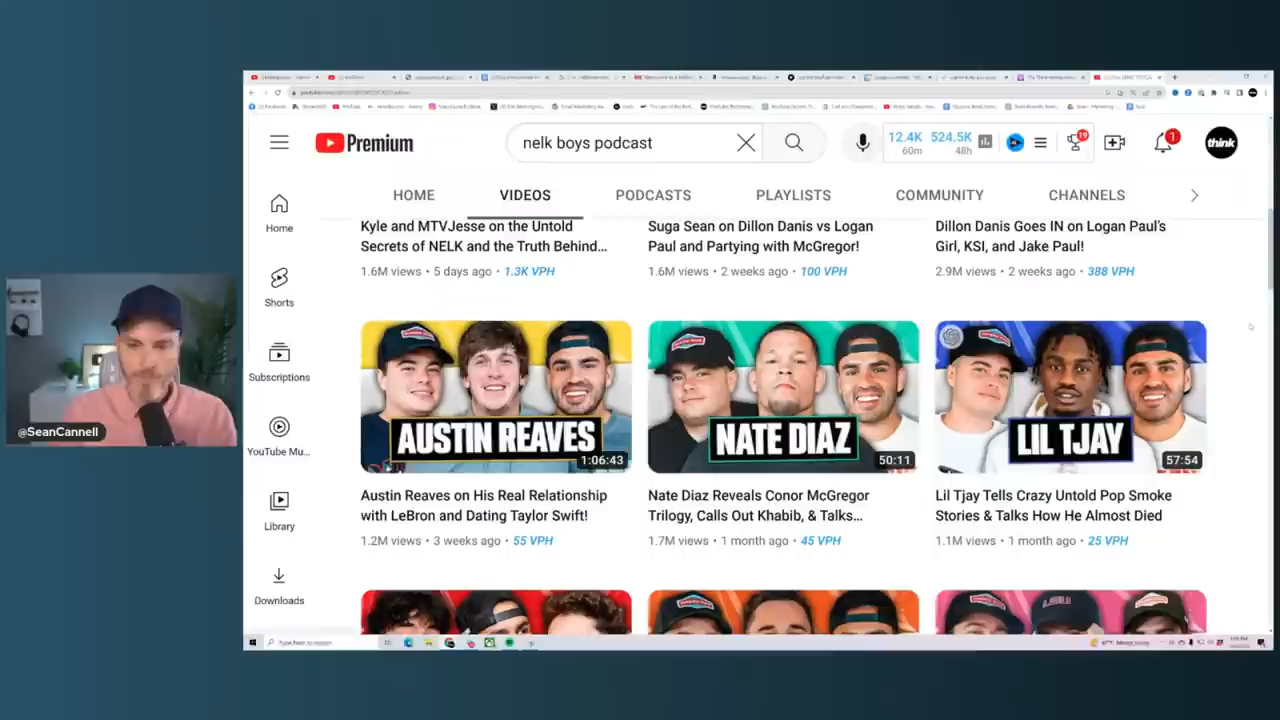 Premium
nelk boys podcast
12.4K 524.5K
60m 48h
19
1
think
HOME VIDEOS PODCASTS PLAYLISTS COMMUNITY CHANNELS
Home
Shorts
Subscriptions
YouTube Mu...
Library
Downloads
Kyle and MTVJesse on the Untold
Secrets of NELK and the Truth Behind...
1.6M views • 5 days ago • 1.3K VPH
Suga Sean on Dillon Danis vs Logan
Paul and Partying with McGregor!
1.6M views • 2 weeks ago • 100 VPH
Dillon Danis Goes IN on Logan Paul's
Girl, KSI, and Jake Paul!
2.9M views • 2 weeks ago • 388 VPH
AUSTIN REAVES
1:06:43
Austin Reaves on His Real Relationship
with LeBron and Dating Taylor Swift!
1.2M views • 3 weeks ago • 55 VPH
NATE DIAZ
50:11
Nate Diaz Reveals Conor McGregor
Trilogy, Calls Out Khabib, & Talks...
1.7M views • 1 month ago • 45 VPH
LIL TJAY
57:54
Lil Tjay Tells Crazy Untold Pop Smoke
Stories & Talks How He Almost Died
1.1M views • 1 month ago • 25 VPH
@SeanCannell
Type here to search